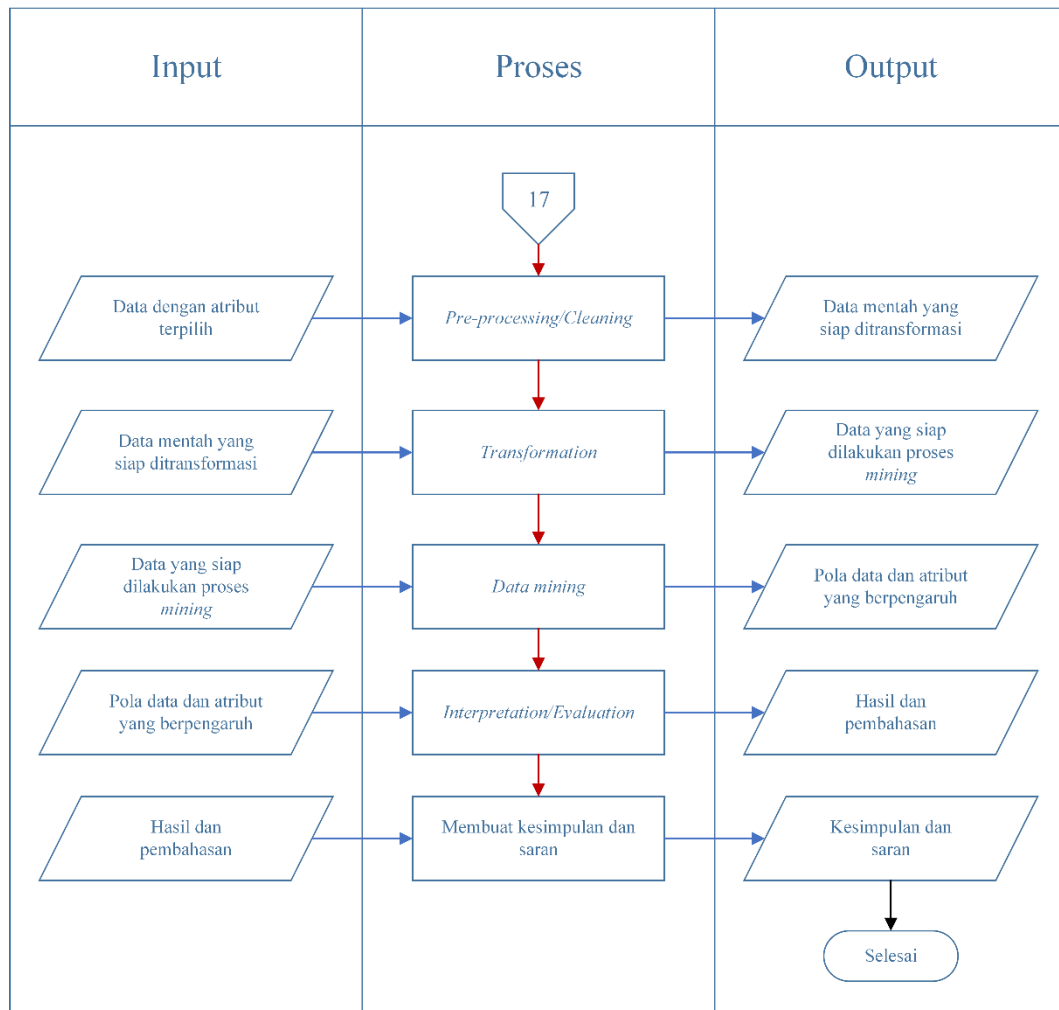 Input
Proses
Output
17
Data dengan atribut
terpilih
Pre-processing/Cleaning
Data mentah yang
siap ditransformasi
Data mentah yang
siap ditransformasi
Transformation
Data yang siap
dilakukan proses
mining
Data yang siap
dilakukan proses
mining
Data mining
Pola data dan atribut
yang berpengaruh
Pola data dan atribut
yang berpengaruh
Interpretation/Evaluation
Hasil dan
pembahasan
Hasil dan
pembahasan
Membuat kesimpulan dan
saran
Kesimpulan dan
saran
Selesai